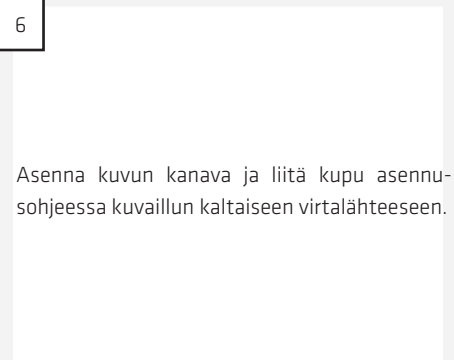 6
Asenna kuvun kanava ja liitä kupu asennu-
sohjeessa kuvaillun kaltaiseen virtalähteeseen.